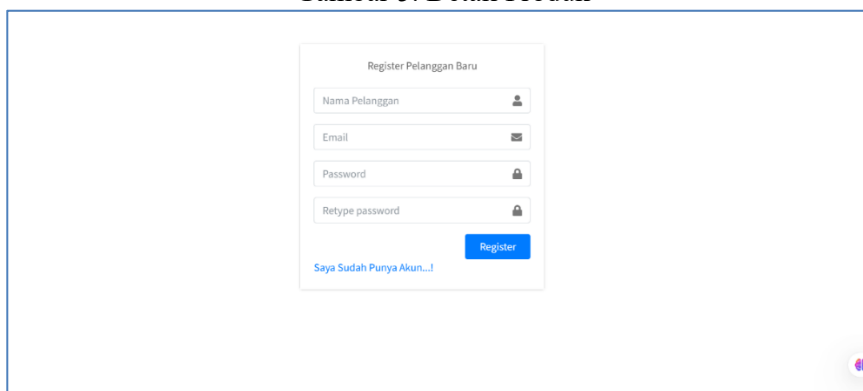 Register Pelanggan Baru
Nama Pelanggan
Email
Password
Retype password
Register
Saya Sudah Punya Akun...!